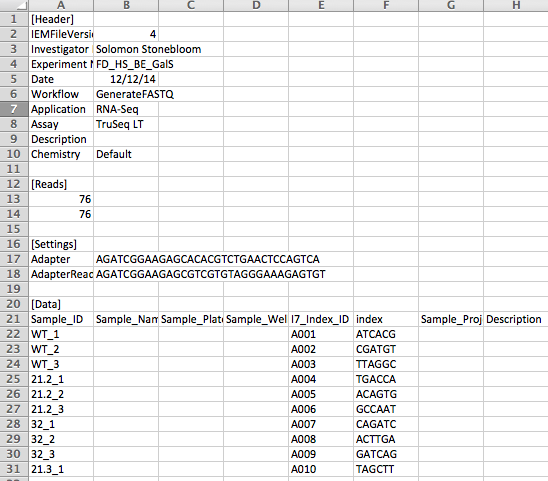 A B C D E F G H
1 [Header]
2 IEMFileVersi 4
3 Investigator Solomon Stonebloom
4 Experiment N FD_HS_BE_GalS
5 Date 12/12/14
6 Workflow GenerateFASTQ
7 Application RNA-Seq
8 Assay TruSeq LT
9 Description
10 Chemistry Default
11
12 [Reads]
13 76
14 76
15
16 [Settings]
17 Adapter AGATCGGAAGAGCACACGTCTGAACTCCAGTCA
18 AdapterRead AGATCGGAAGAGCGTCGTGTAGGGAAAGAGTGT
19
20 [Data]
21 Sample_ID Sample_Nam Sample_Plat Sample_Wel I7_Index_ID index Sample_Proj Description
22 WT_1 A001 ATCACG
23 WT_2 A002 CGATGT
24 WT_3 A003 TTAGGC
25 21.2_1 A004 TGACCA
26 21.2_2 A005 ACAGTG
27 21.2_3 A006 GCCAAT
28 32_1 A007 CAGATC
29 32_2 A008 ACTTGA
30 32_3 A009 GATCAG
31 21.3_1 A010 TAGCTT